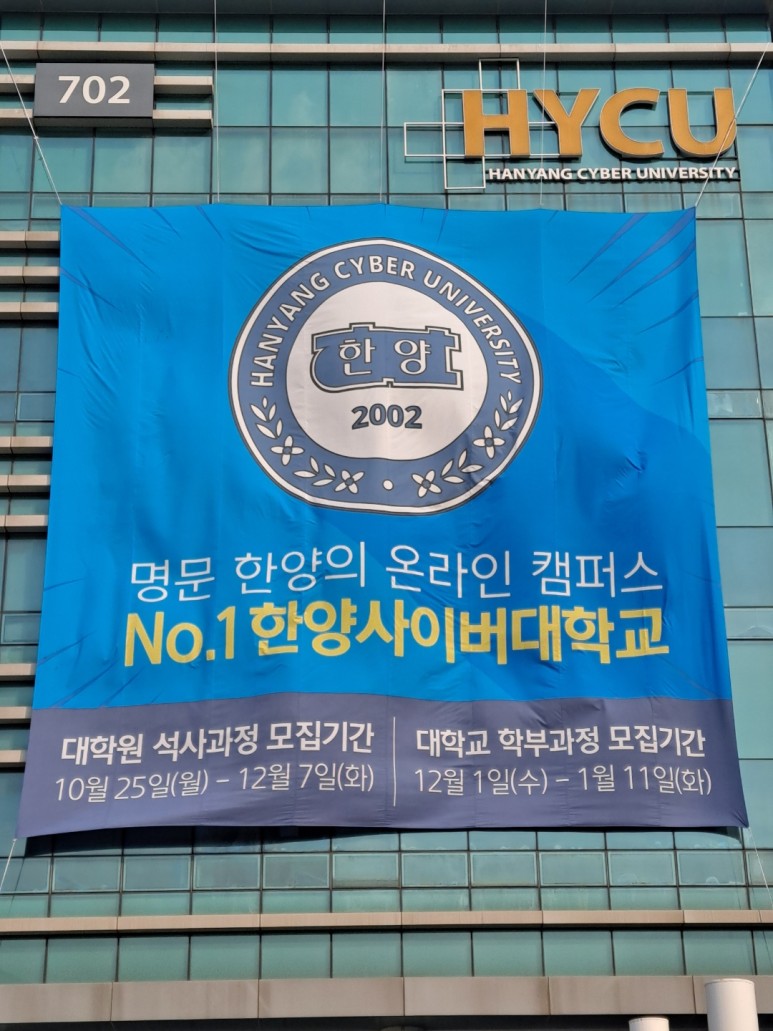 702
HYCU
HANYANG CYBER UNIVERSITY
HANYANG CYBER UNIVERSITY
한양
2002
명문 한양의 온라인 캠퍼스
No.1 한양사이버대학교
대학원 석사과정 모집기간
10월 25일(월) – 12월 7일(화)
대학교 학부과정 모집기간
12월 1일(수) – 1월 11일(화)